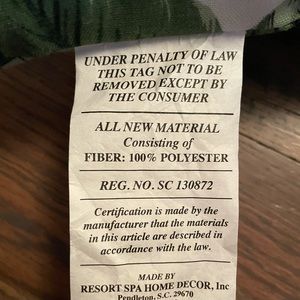 UNDER PENALTY OF LAW
THIS TAG NOT TO BE
REMOVED EXCEPT BY
THE CONSUMER
ALL NEW MATERIAL
Consisting of
FIBER: 100% POLYESTER
REG. NO. SC 130872
Certification is made by the
manufacturer that the materials
in this article are described in
accordance with the law.
MADE BY
RESORT SPA HOME DECOR, Inc
Pendleton, S.C. 29670